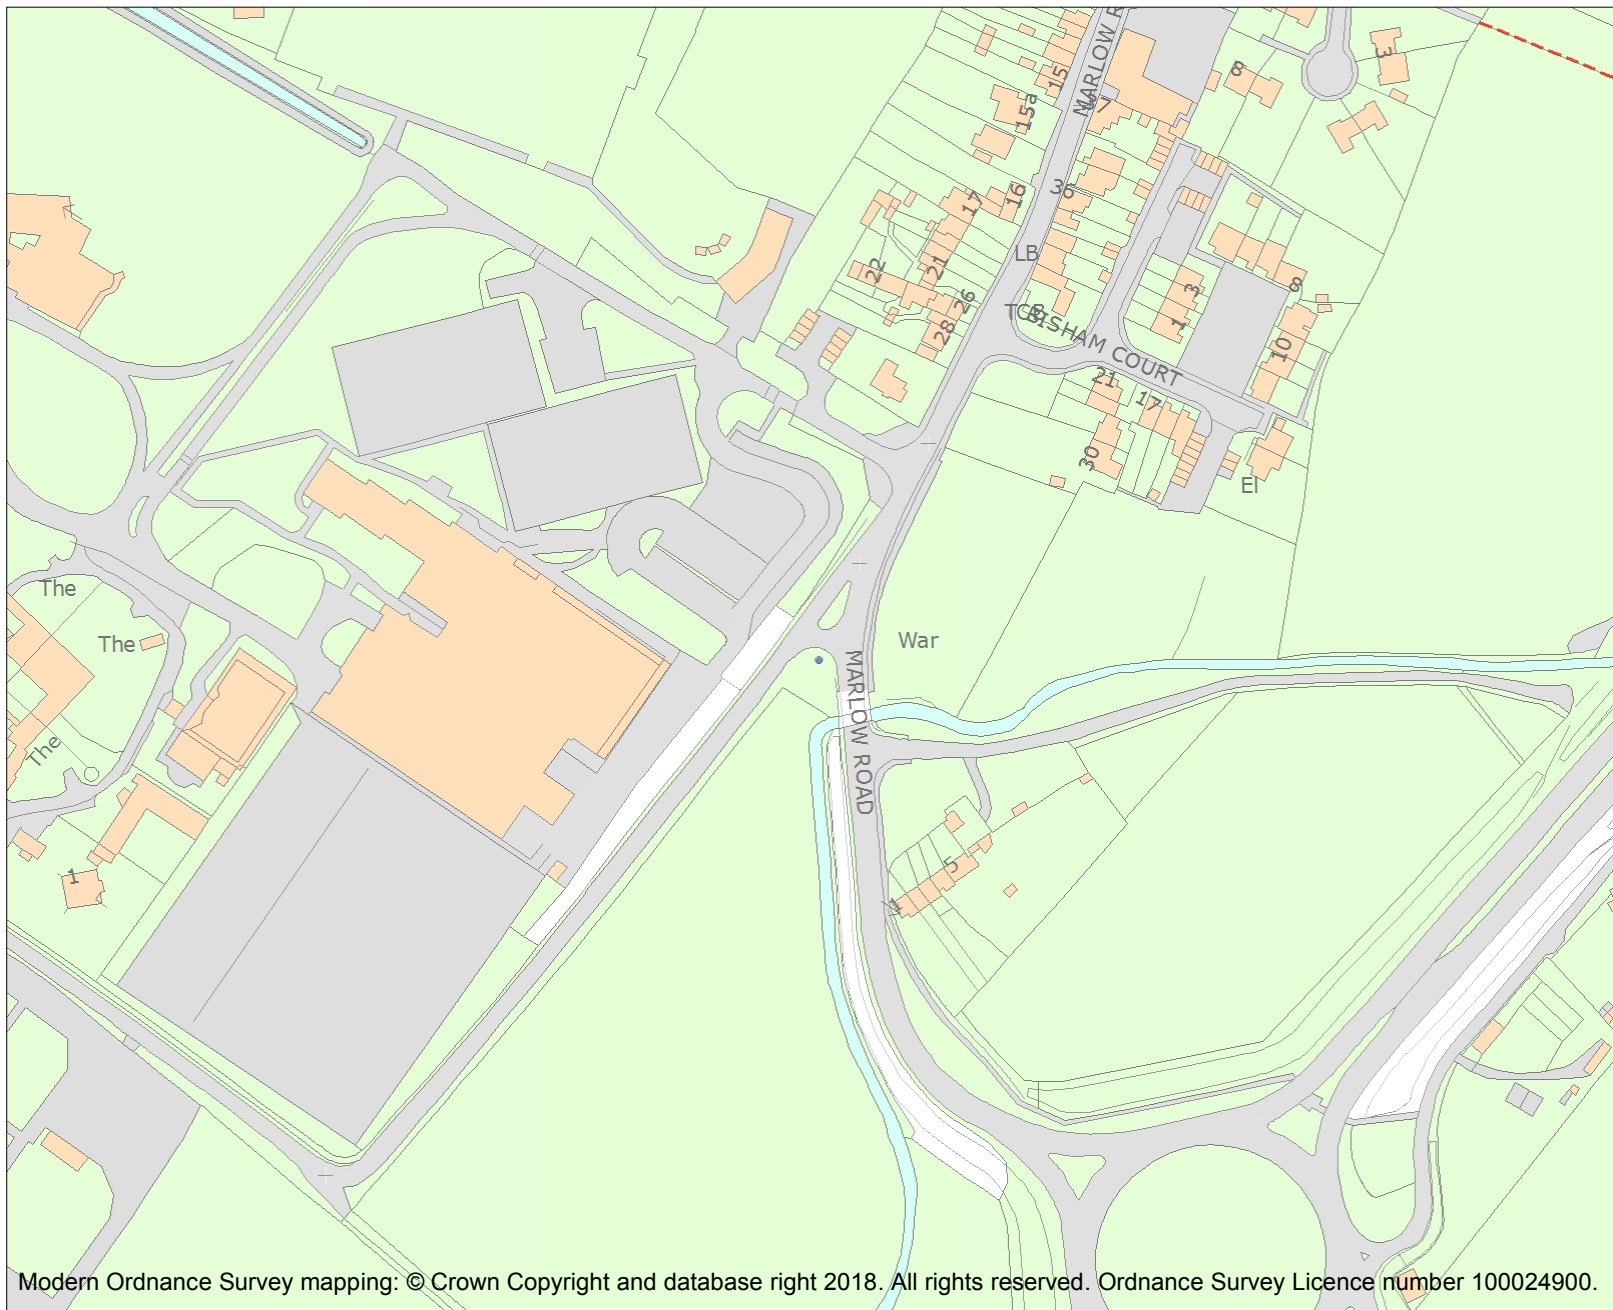 MARLOW R
15
3
8
15a
7
36
16
17
LB
22
21
3
8
26
TCB
BISHAM COURT
28
1
10
21
17
30
El
The
War
The
MARLOW ROAD
The
5
1
1
Modern Ordnance Survey mapping: © Crown Copyright and database right 2018. All rights reserved. Ordnance Survey Licence number 100024900.